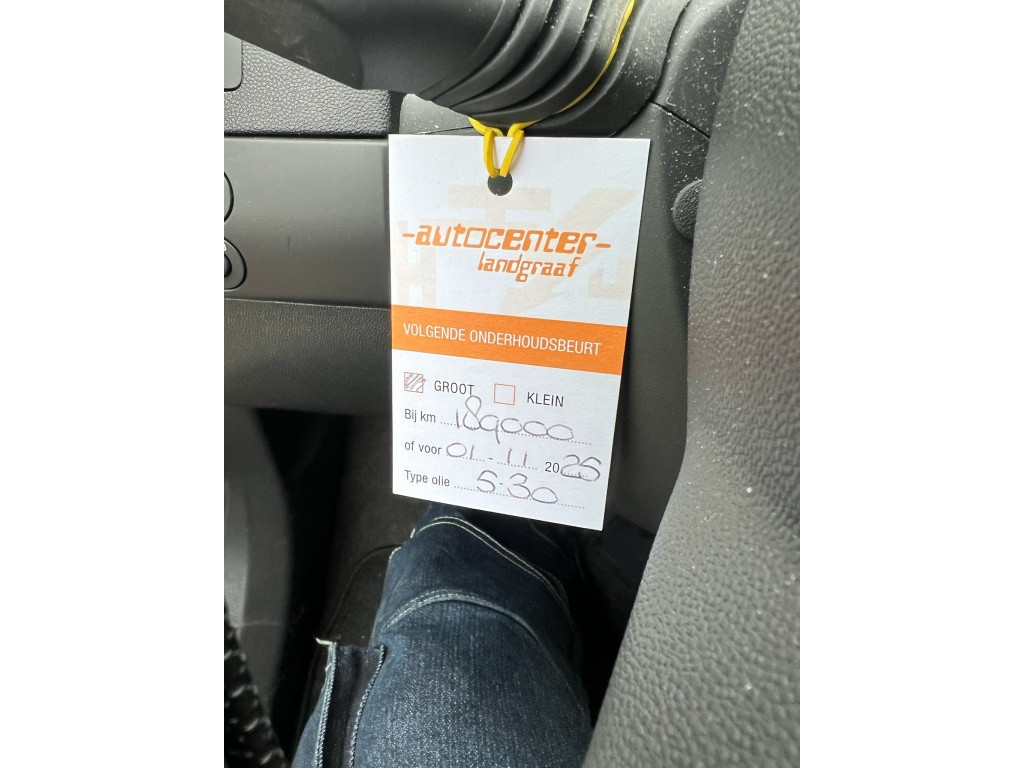 -autocenter-
landgraaf
VOLGENDE ONDERHOUDSBEURT
GROOT KLEIN
Bij km 189000
of voor 01-11 2025
Type olie 5-30